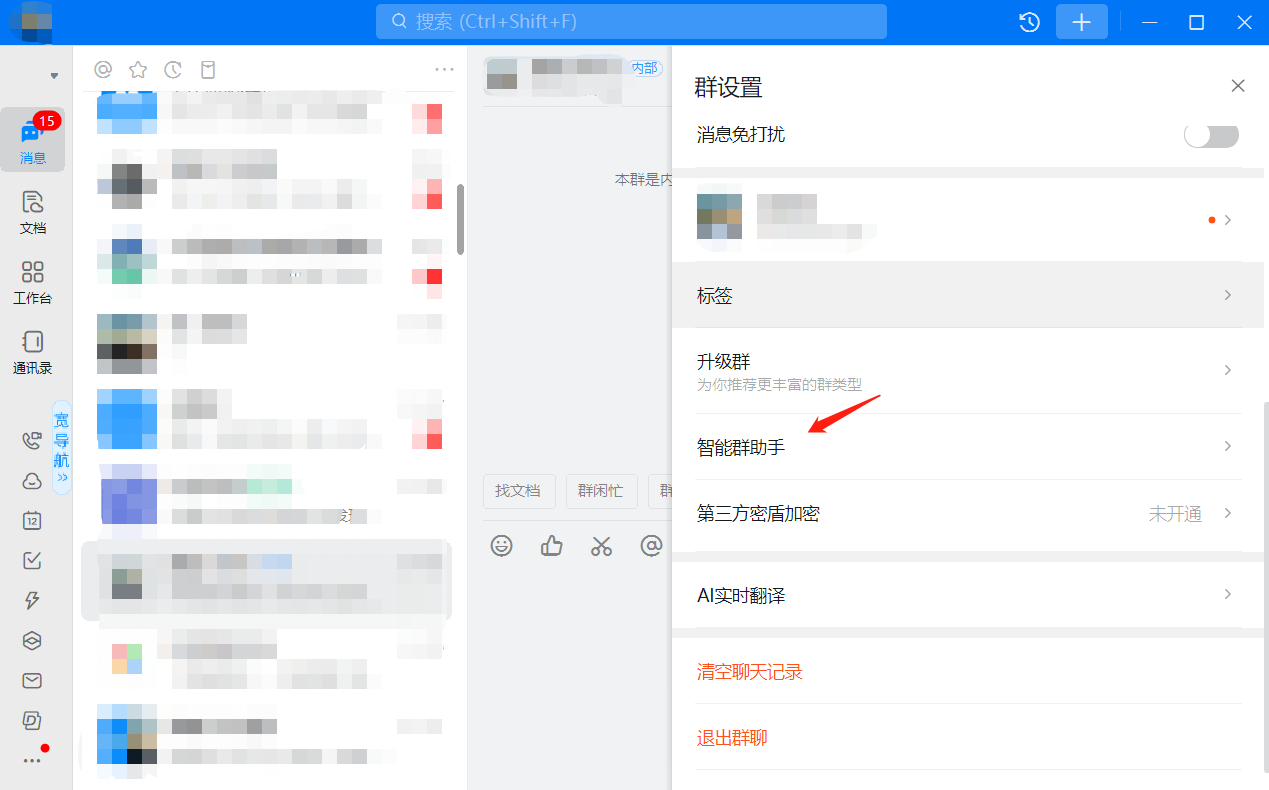 搜索 (Ctrl+Shift+F)
15
消息
文档
工作台
通讯录
宽导航
12
内部
本群是内
找文档
群闲忙
群
群设置
消息免打扰
标签
升级群
为你推荐更丰富的群类型
智能群助手
第三方密盾加密
未开通
AI实时翻译
清空聊天记录
退出群聊